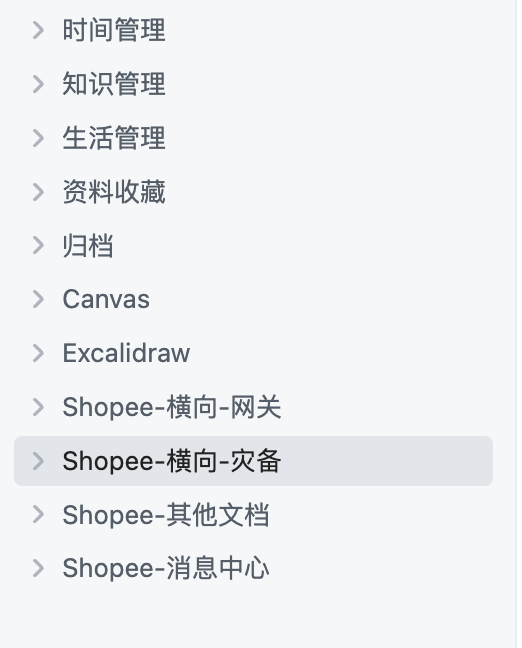 时间管理
知识管理
生活管理
资料收藏
归档
Canvas
Excalidraw
Shopee-横向-网关
Shopee-横向-灾备
Shopee-其他文档
Shopee-消息中心